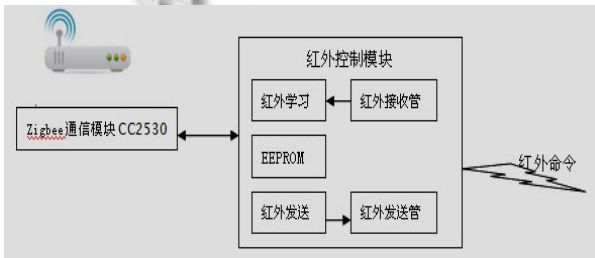 红外控制模块
红外学习
红外接收管
Zigbee通信模块CC2530
EEPROM
红外命令
红外发送
红外发送管